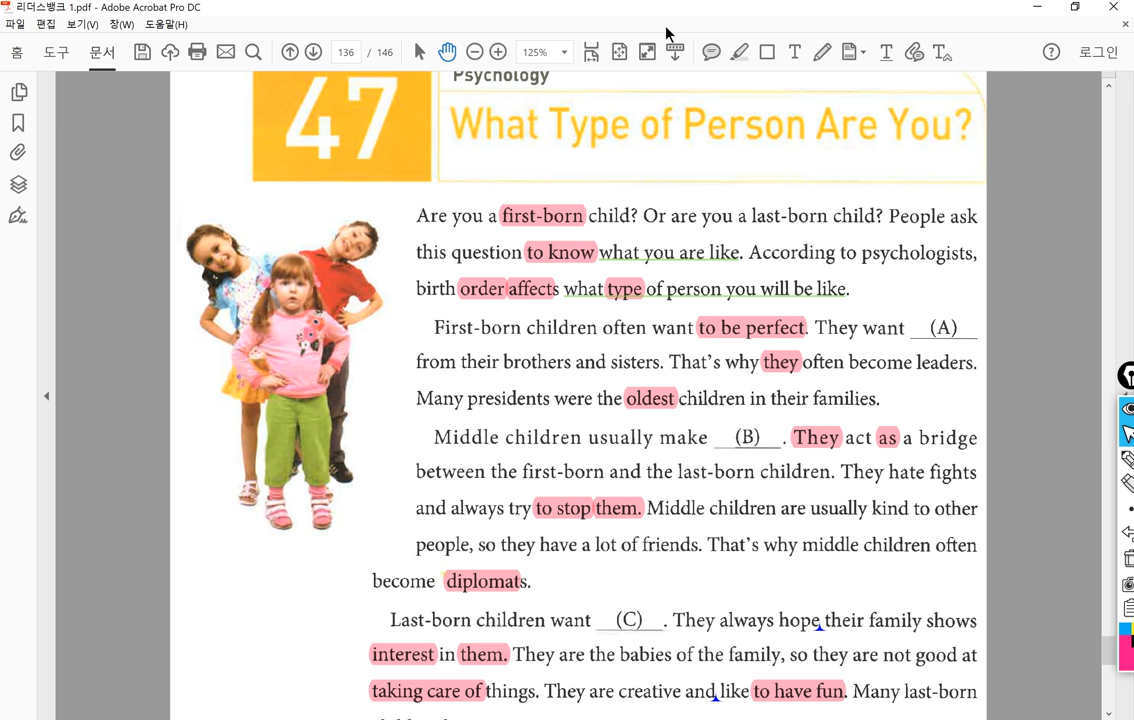 리더스뱅크 1.pdf - Adobe Acrobat Pro DC
파일 편집 보기(V) 창(W) 도움말(H)
홈 도구 문서 136 / 146 125% 로그인
Psychology
47 What Type of Person Are You?
Are you a first-born child? Or are you a last-born child? People ask
this question to know what you are like. According to psychologists,
birth order affects what type of person you will be like.
First-born children often want to be perfect. They want (A)
from their brothers and sisters. That's why they often become leaders.
Many presidents were the oldest children in their families.
Middle children usually make (B). They act as a bridge
between the first-born and the last-born children. They hate fights
and always try to stop them. Middle children are usually kind to other
people, so they have a lot of friends. That's why middle children often
become diplomats.
Last-born children want (C). They always hope their family shows
interest in them. They are the babies of the family, so they are not good at
taking care of things. They are creative and like to have fun. Many last-born